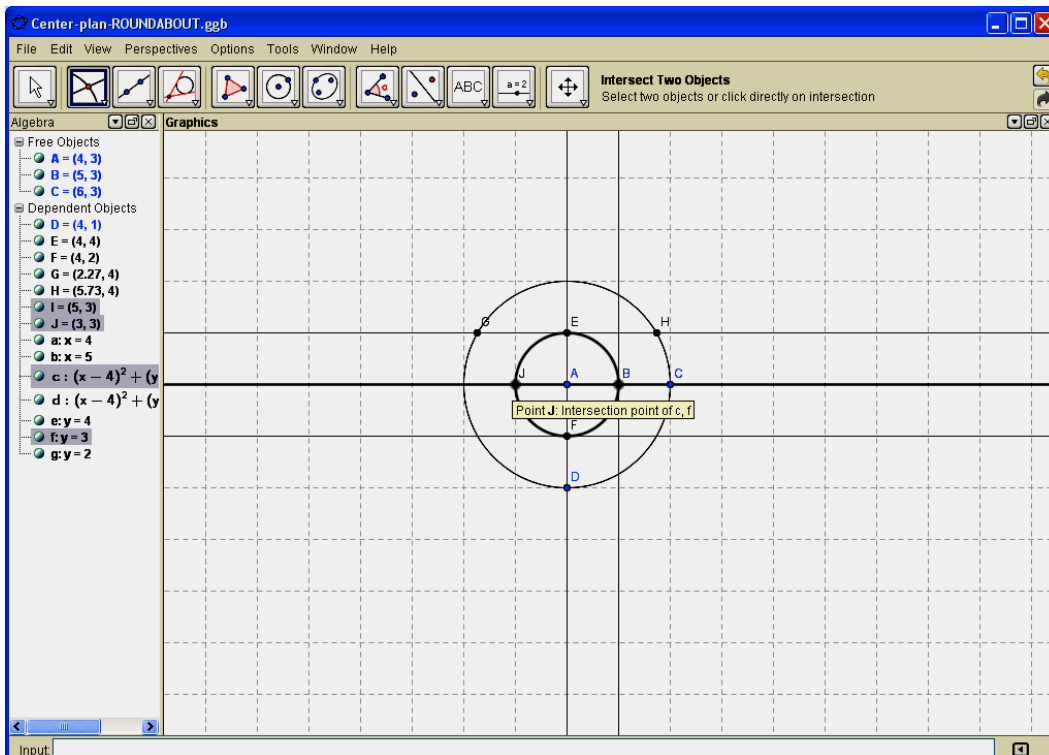 Center-plan-ROUNDABOUT.ggb
File Edit View Perspectives Options Tools Window Help
ABC
a=2
Intersect Two Objects
Select two objects or click directly on intersection
Algebra
Graphics
Free Objects
A = (4, 3)
B = (5, 3)
C = (6, 3)
Dependent Objects
D = (4, 1)
E = (4, 4)
F = (4, 2)
G = (2.27, 4)
H = (5.73, 4)
I = (5, 3)
J = (3, 3)
a: x = 4
b: x = 5
c : (x − 4)² + (y
d : (x − 4)² + (y
e: y = 4
f: y = 3
g: y = 2
G E H
J A B C
Point J: Intersection point of c, f
F
D
Input: